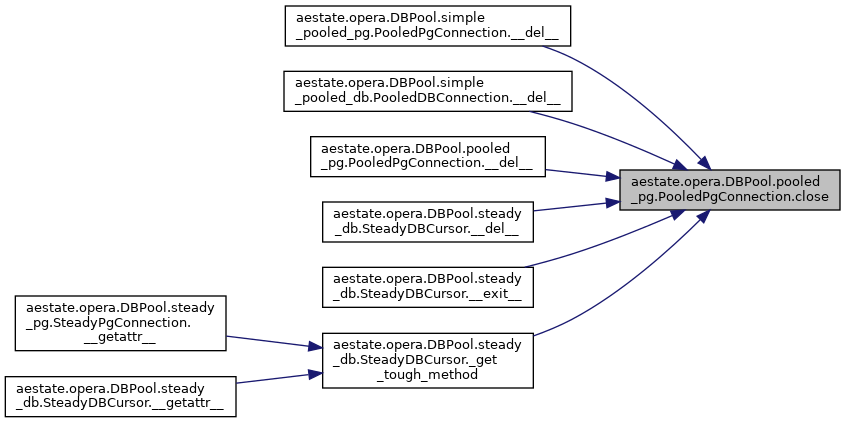 aestate.opera.DBPool.simple
_pooled_pg.PooledPgConnection.__del__
aestate.opera.DBPool.simple
_pooled_db.PooledDBConnection.__del__
aestate.opera.DBPool.pooled
_pg.PooledPgConnection.__del__
aestate.opera.DBPool.pooled
_pg.PooledPgConnection.close
aestate.opera.DBPool.steady
_db.SteadyDBCursor.__del__
aestate.opera.DBPool.steady
_db.SteadyDBCursor.__exit__
aestate.opera.DBPool.steady
_pg.SteadyPgConnection.
__getattr__
aestate.opera.DBPool.steady
_db.SteadyDBCursor._get
_tough_method
aestate.opera.DBPool.steady
_db.SteadyDBCursor.__getattr__